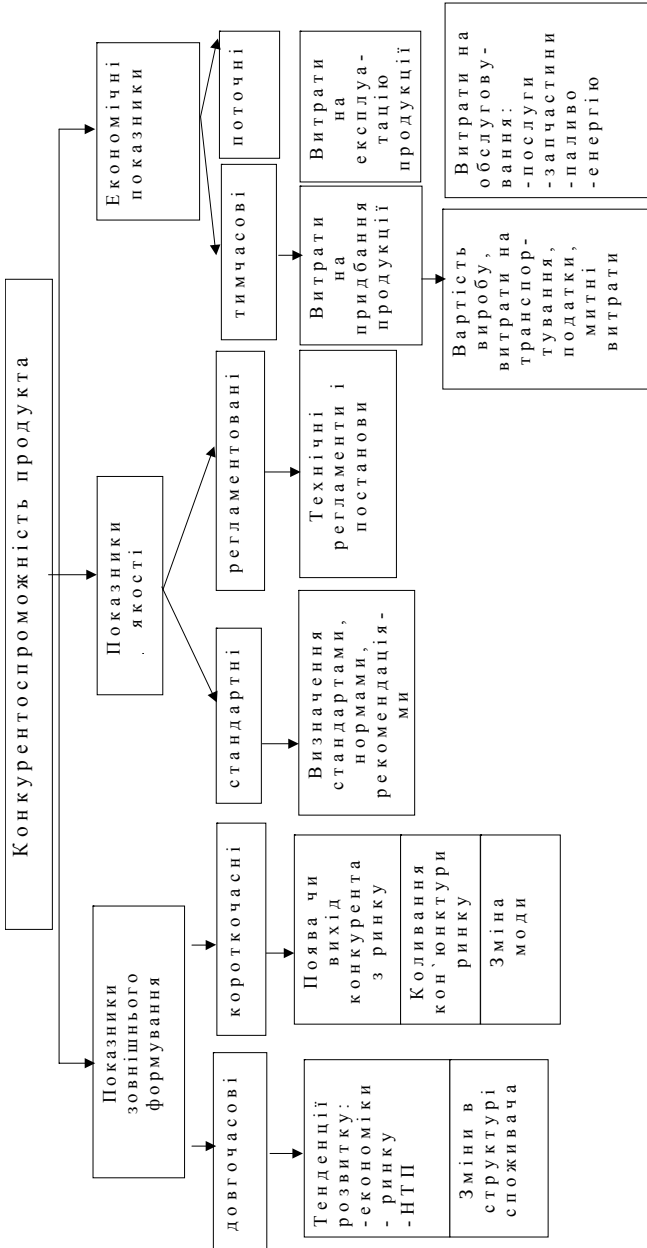 Конкурентоспроможність продукта
Показники
зовнішнього
формування
Показники
якості
.
Економічні
показники
довгочасові
короткочасні
стандартні
регламентовані
тимчасові
поточні
Тенденції
розвитку:
-економіки
- ринку
-НТП
Зміни в
структурі
споживача
Поява чи
вихід
конкурента
з ринку
Коливання
кон`юнктури
ринку
Зміна
моди
Визначення
стандартами,
нормами,
рекомендація-
ми
Технічні
регламенти і
постанови
Витрати
на
придбання
продукції
Витрати
на
експлуа-
тацію
продукції
Вартість
виробу,
витрати на
транспор-
тування,
податки,
митні
витрати
Витрати на
обслугову-
вання:
-послуги
-запчастини
-паливо
-енергію